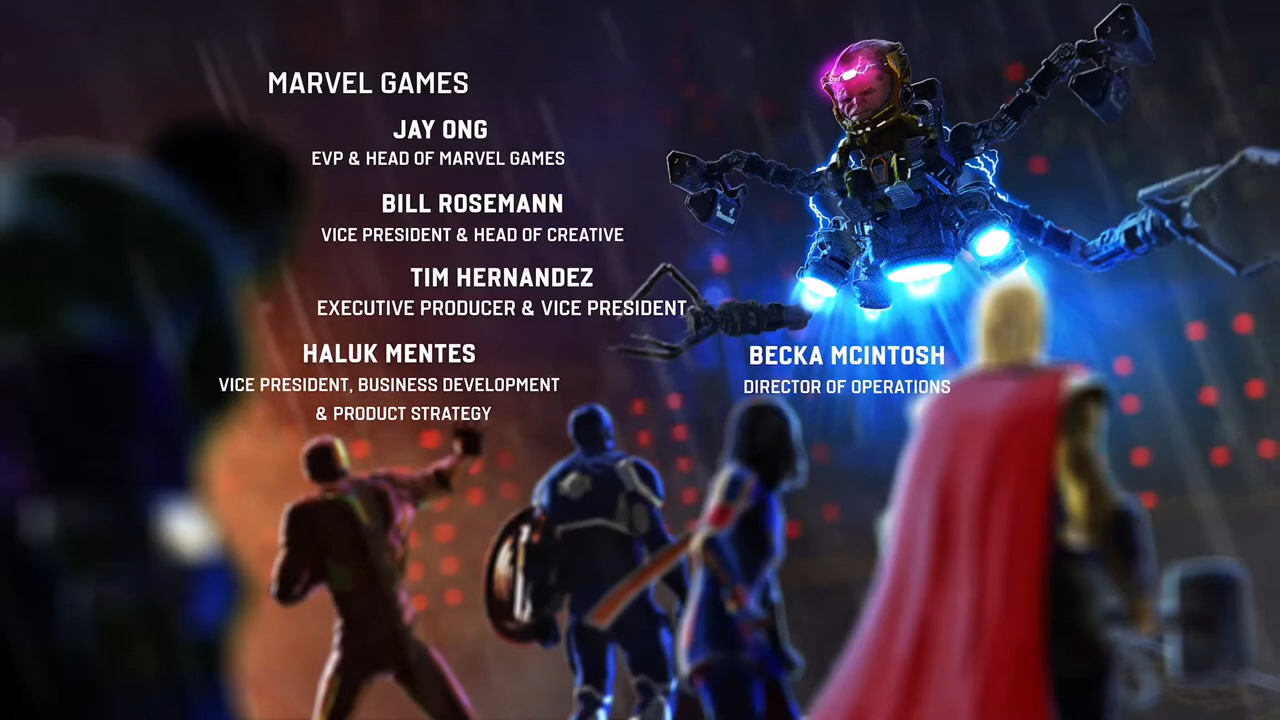 MARVEL GAMES
JAY ONG
EVP & HEAD OF MARVEL GAMES
BILL ROSEMANN
VICE PRESIDENT & HEAD OF CREATIVE
TIM HERNANDEZ
EXECUTIVE PRODUCER & VICE PRESIDENT
HALUK MENTES
VICE PRESIDENT, BUSINESS DEVELOPMENT
& PRODUCT STRATEGY
BECKA MCINTOSH
DIRECTOR OF OPERATIONS